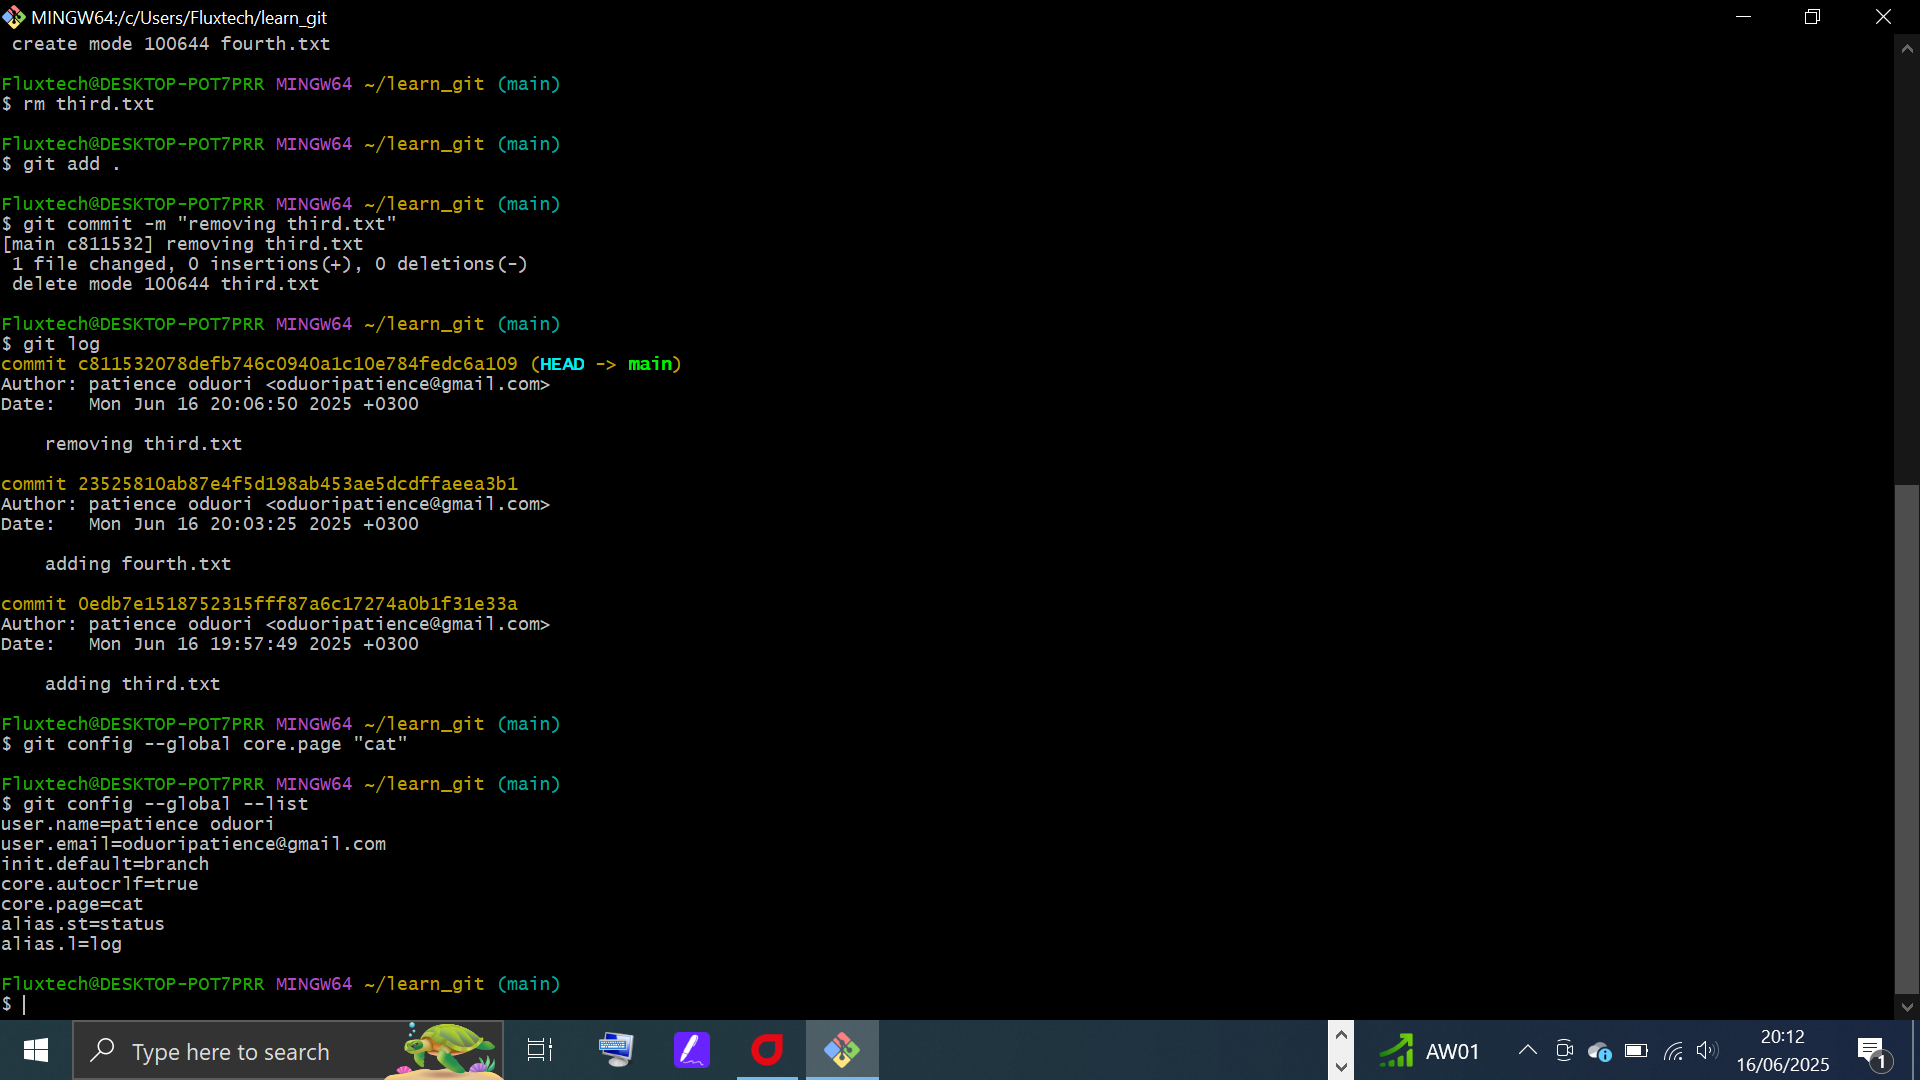 MINGW64:/c/Users/Fluxtech/learn_git
create mode 100644 fourth.txt
Fluxtech@DESKTOP-POT7PRR MINGW64 ~/learn_git (main)
$ rm third.txt
Fluxtech@DESKTOP-POT7PRR MINGW64 ~/learn_git (main)
$ git add .
Fluxtech@DESKTOP-POT7PRR MINGW64 ~/learn_git (main)
$ git commit -m "removing third.txt"
[main c811532] removing third.txt
1 file changed, 0 insertions(+), 0 deletions(-)
delete mode 100644 third.txt
Fluxtech@DESKTOP-POT7PRR MINGW64 ~/learn_git (main)
$ git log
commit c811532078defb746c0940a1c10e784fedc6a109 (HEAD -> main)
Author: patience oduori <oduoripatience@gmail.com>
Date:   Mon Jun 16 20:06:50 2025 +0300
removing third.txt
commit 23525810ab87e4f5d198ab453ae5dcdffaeea3b1
Author: patience oduori <oduoripatience@gmail.com>
Date:   Mon Jun 16 20:03:25 2025 +0300
adding fourth.txt
commit 0edb7e1518752315fff87a6c17274a0b1f31e33a
Author: patience oduori <oduoripatience@gmail.com>
Date:   Mon Jun 16 19:57:49 2025 +0300
adding third.txt
Fluxtech@DESKTOP-POT7PRR MINGW64 ~/learn_git (main)
$ git config --global core.page "cat"
Fluxtech@DESKTOP-POT7PRR MINGW64 ~/learn_git (main)
$ git config --global --list
user.name=patience oduori
user.email=oduoripatience@gmail.com
init.default=branch
core.autocrlf=true
core.page=cat
alias.st=status
alias.l=log
Fluxtech@DESKTOP-POT7PRR MINGW64 ~/learn_git (main)
$
Type here to search
AW01
20:12
16/06/2025
1